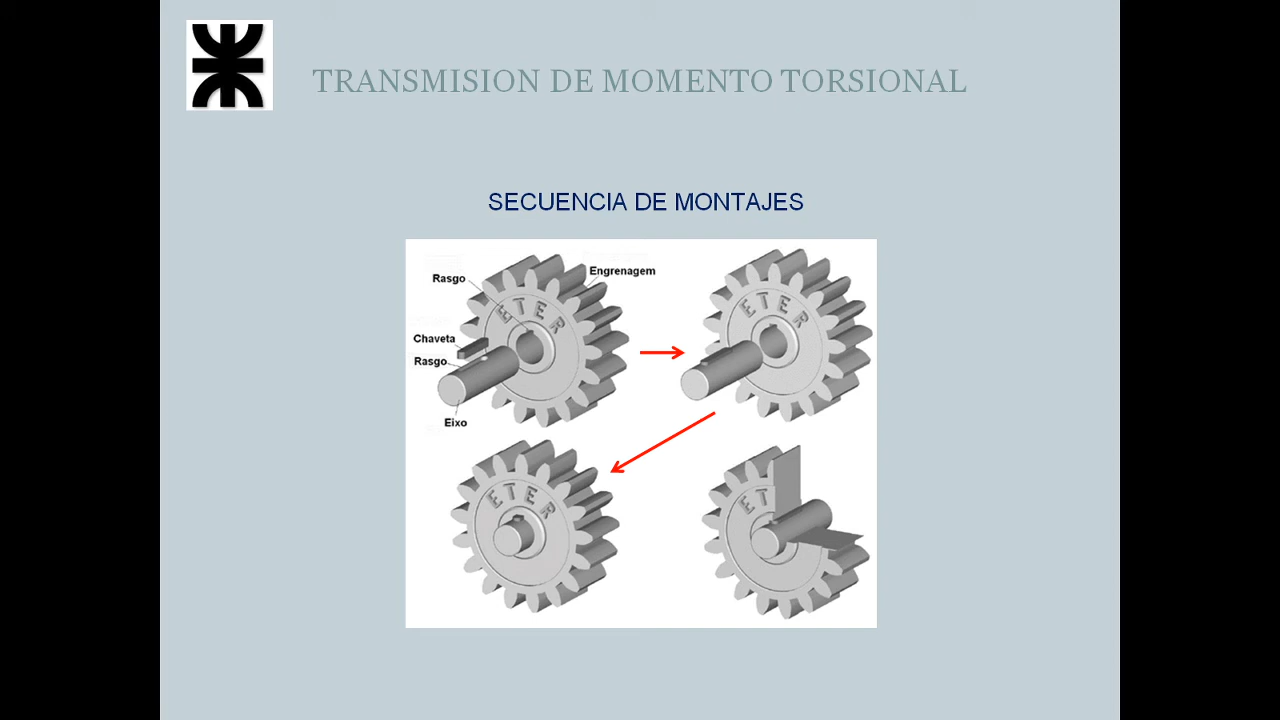 TRANSMISION DE MOMENTO TORSIONAL
SECUENCIA DE MONTAJES
Rasgo
Engrenagem
ETER
Chaveta
Rasgo
Eixo
ETER
ETER
ET